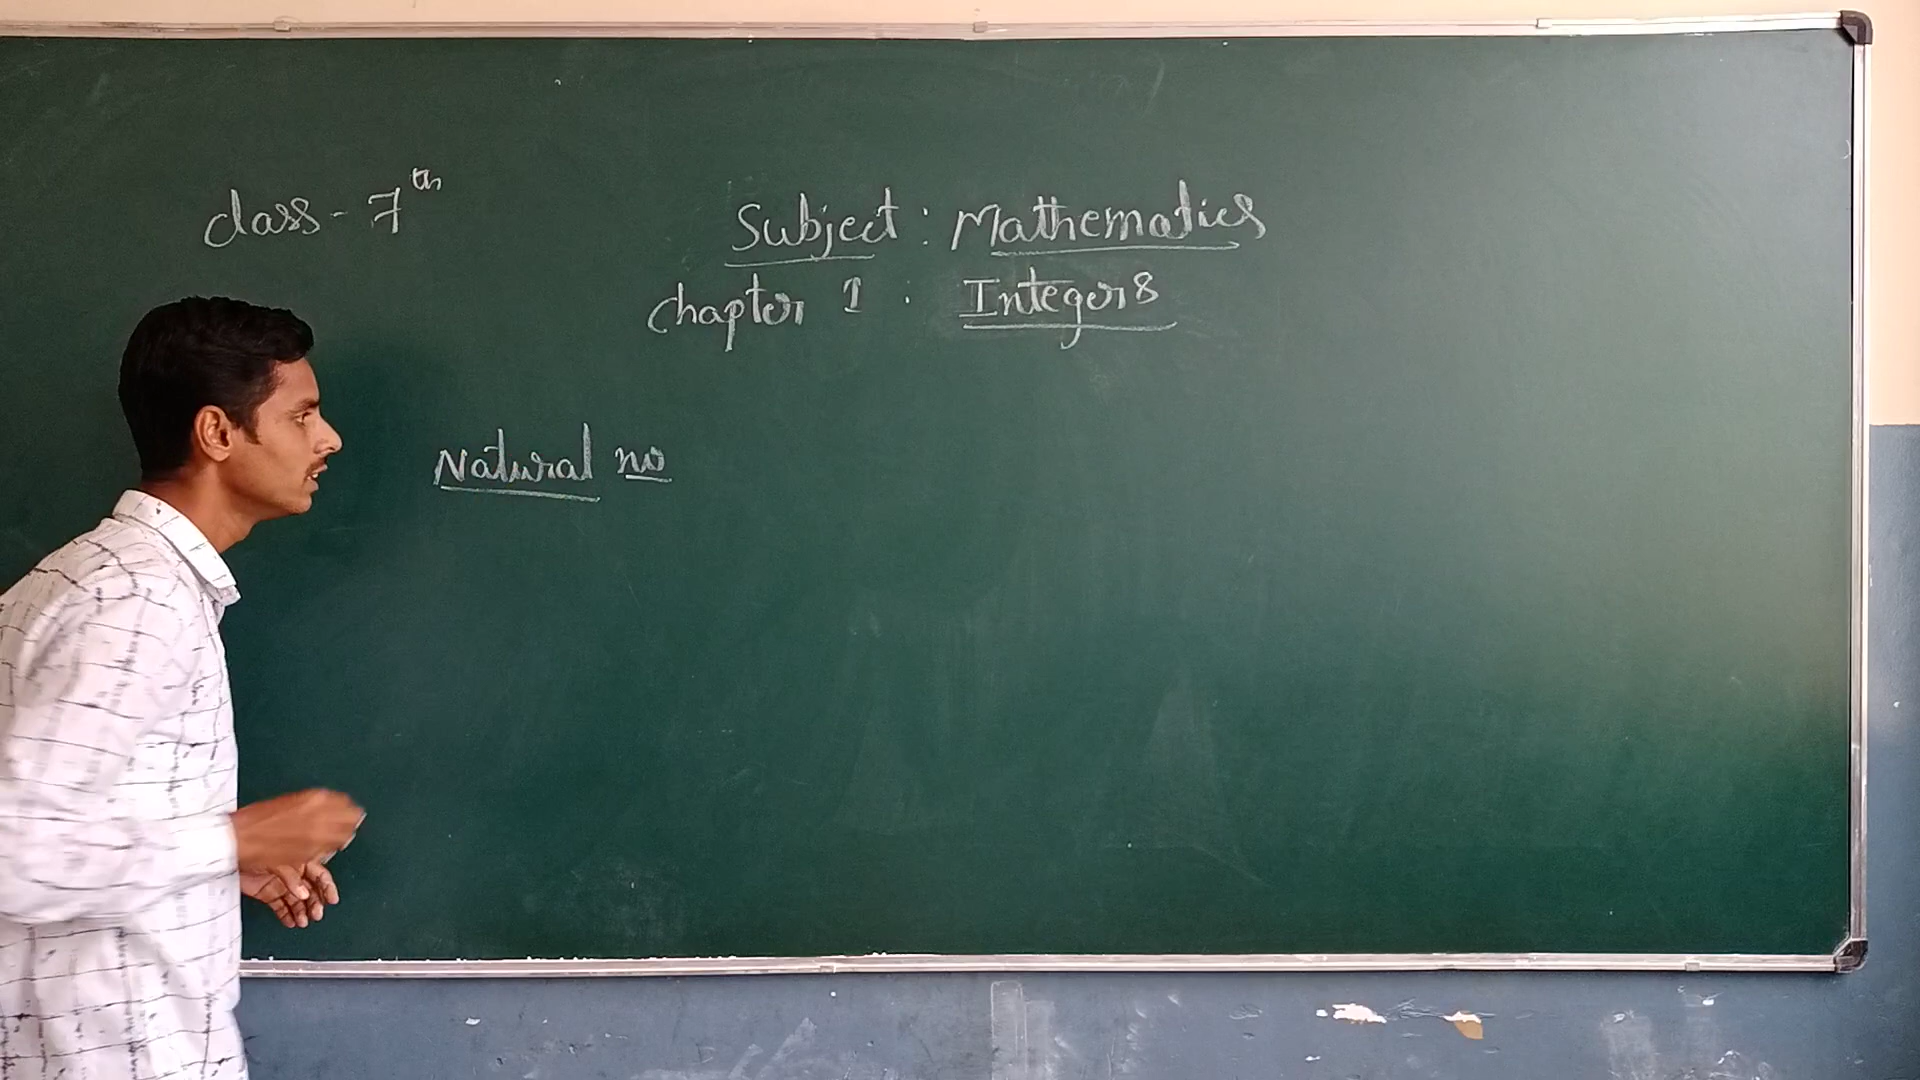 class - 7th
Subject : Mathematics
Chapter 1 . Integers
Natural no